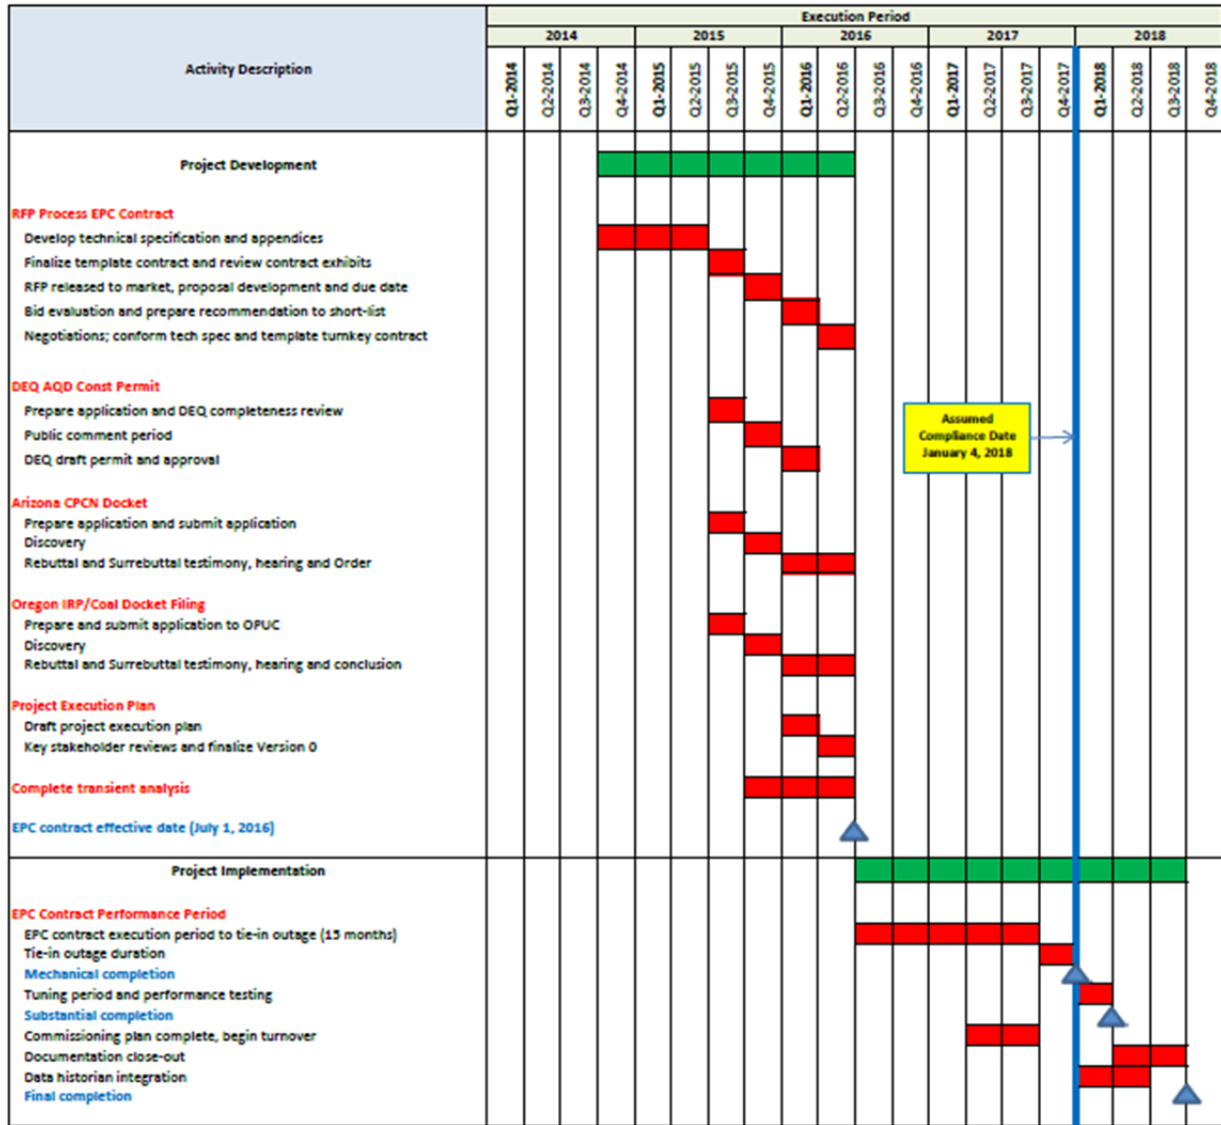 Activity Description
Execution Period
2014 2015 2016 2017 2018
Q1-2014 Q2-2014 Q3-2014 Q4-2014 Q1-2015 Q2-2015 Q3-2015 Q4-2015 Q1-2016 Q2-2016 Q3-2016 Q4-2016 Q1-2017 Q2-2017 Q3-2017 Q4-2017 Q1-2018 Q2-2018 Q3-2018 Q4-2018
Project Development
RFP Process EPC Contract
Develop technical specification and appendices
Finalize template contract and review contract exhibits
RFP released to market, proposal development and due date
Bid evaluation and prepare recommendation to short-list
Negotiations; conform tech spec and template turnkey contract
DEQ AQD Const Permit
Prepare application and DEQ completeness review
Public comment period
DEQ draft permit and approval
Assumed
Compliance Date
January 4, 2018
Arizona CPCN Docket
Prepare application and submit application
Discovery
Rebuttal and Surrebuttal testimony, hearing and Order
Oregon IRP/Coal Docket Filing
Prepare and submit application to OPUC
Discovery
Rebuttal and Surrebuttal testimony, hearing and conclusion
Project Execution Plan
Draft project execution plan
Key stakeholder reviews and finalize Version 0
Complete transient analysis
EPC contract effective date (July 1, 2016)
Project Implementation
EPC Contract Performance Period
EPC contract execution period to tie-in outage (15 months)
Tie-in outage duration
Mechanical completion
Tuning period and performance testing
Substantial completion
Commissioning plan complete, begin turnover
Documentation close-out
Data historian integration
Final completion